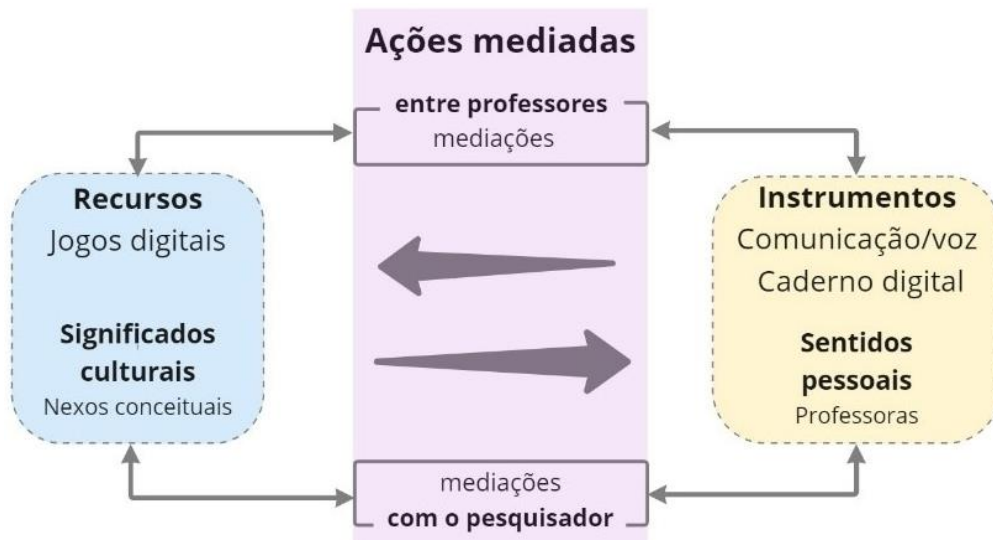 Ações mediadas
entre professores
mediações
Recursos
Jogos digitais
Significados
culturais
Nexos conceituais
Instrumentos
Comunicação/voz
Caderno digital
Sentidos
pessoais
Professoras
mediações
com o pesquisador